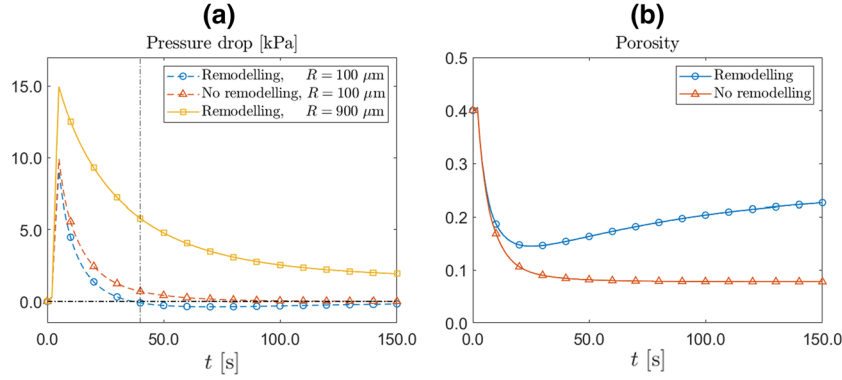 (a)
Pressure drop [kPa]
Remodelling, R = 100 μm
No remodelling, R = 100 μm
Remodelling, R = 900 μm
15.0
10.0
5.0
0.0
0.0 50.0 100.0 150.0
t [s]
(b)
Porosity
Remodelling
No remodelling
0.5
0.4
0.3
0.2
0.1
0.0
0.0 50.0 100.0 150.0
t [s]